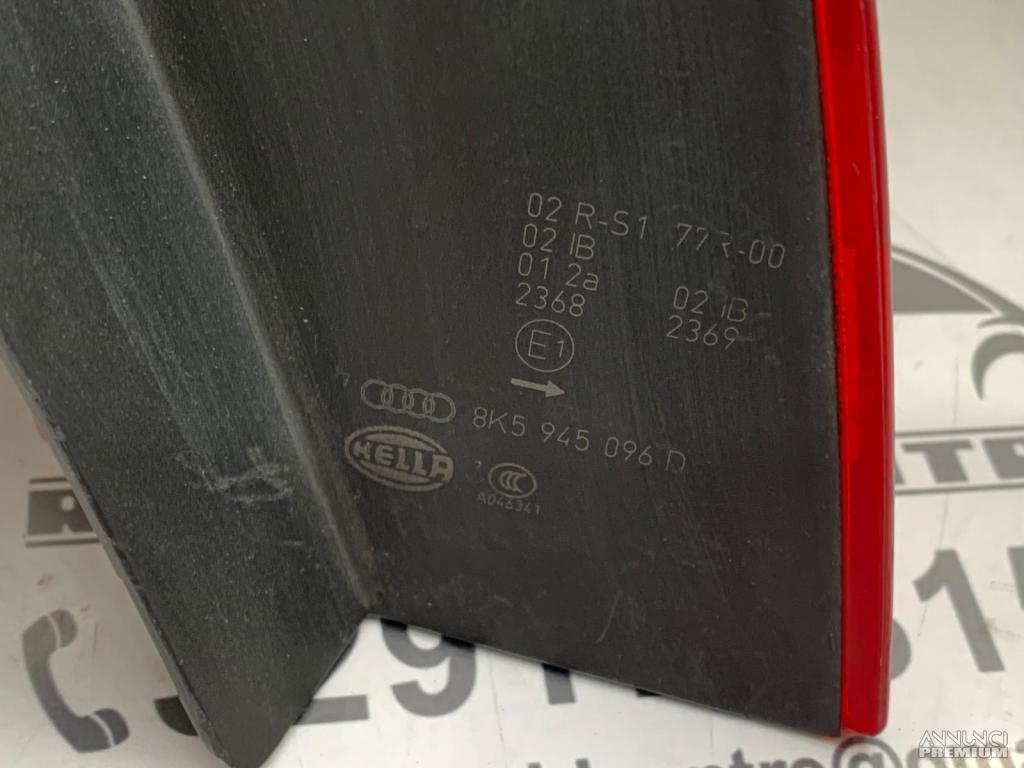 02 R-S1 77R-00
02 IB
01 2a 02 IB
2368 2369
E1
8K5 945 096 D
HELLA
CCC
A046341
ANNUNCI
PREMIUM